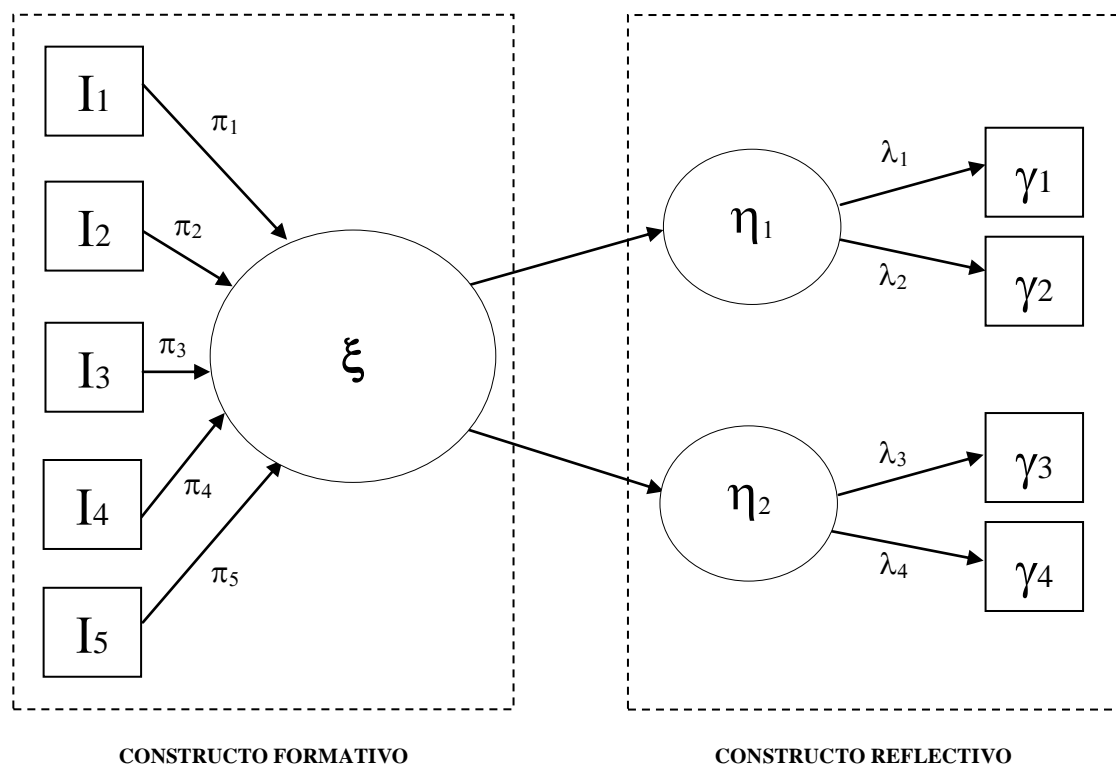 I1
π1
I2
π2
I3
π3
I4
π4
I5
π5
ξ
η1
λ1
γ1
λ2
γ2
η2
λ3
γ3
λ4
γ4
CONSTRUCTO FORMATIVO
CONSTRUCTO REFLECTIVO